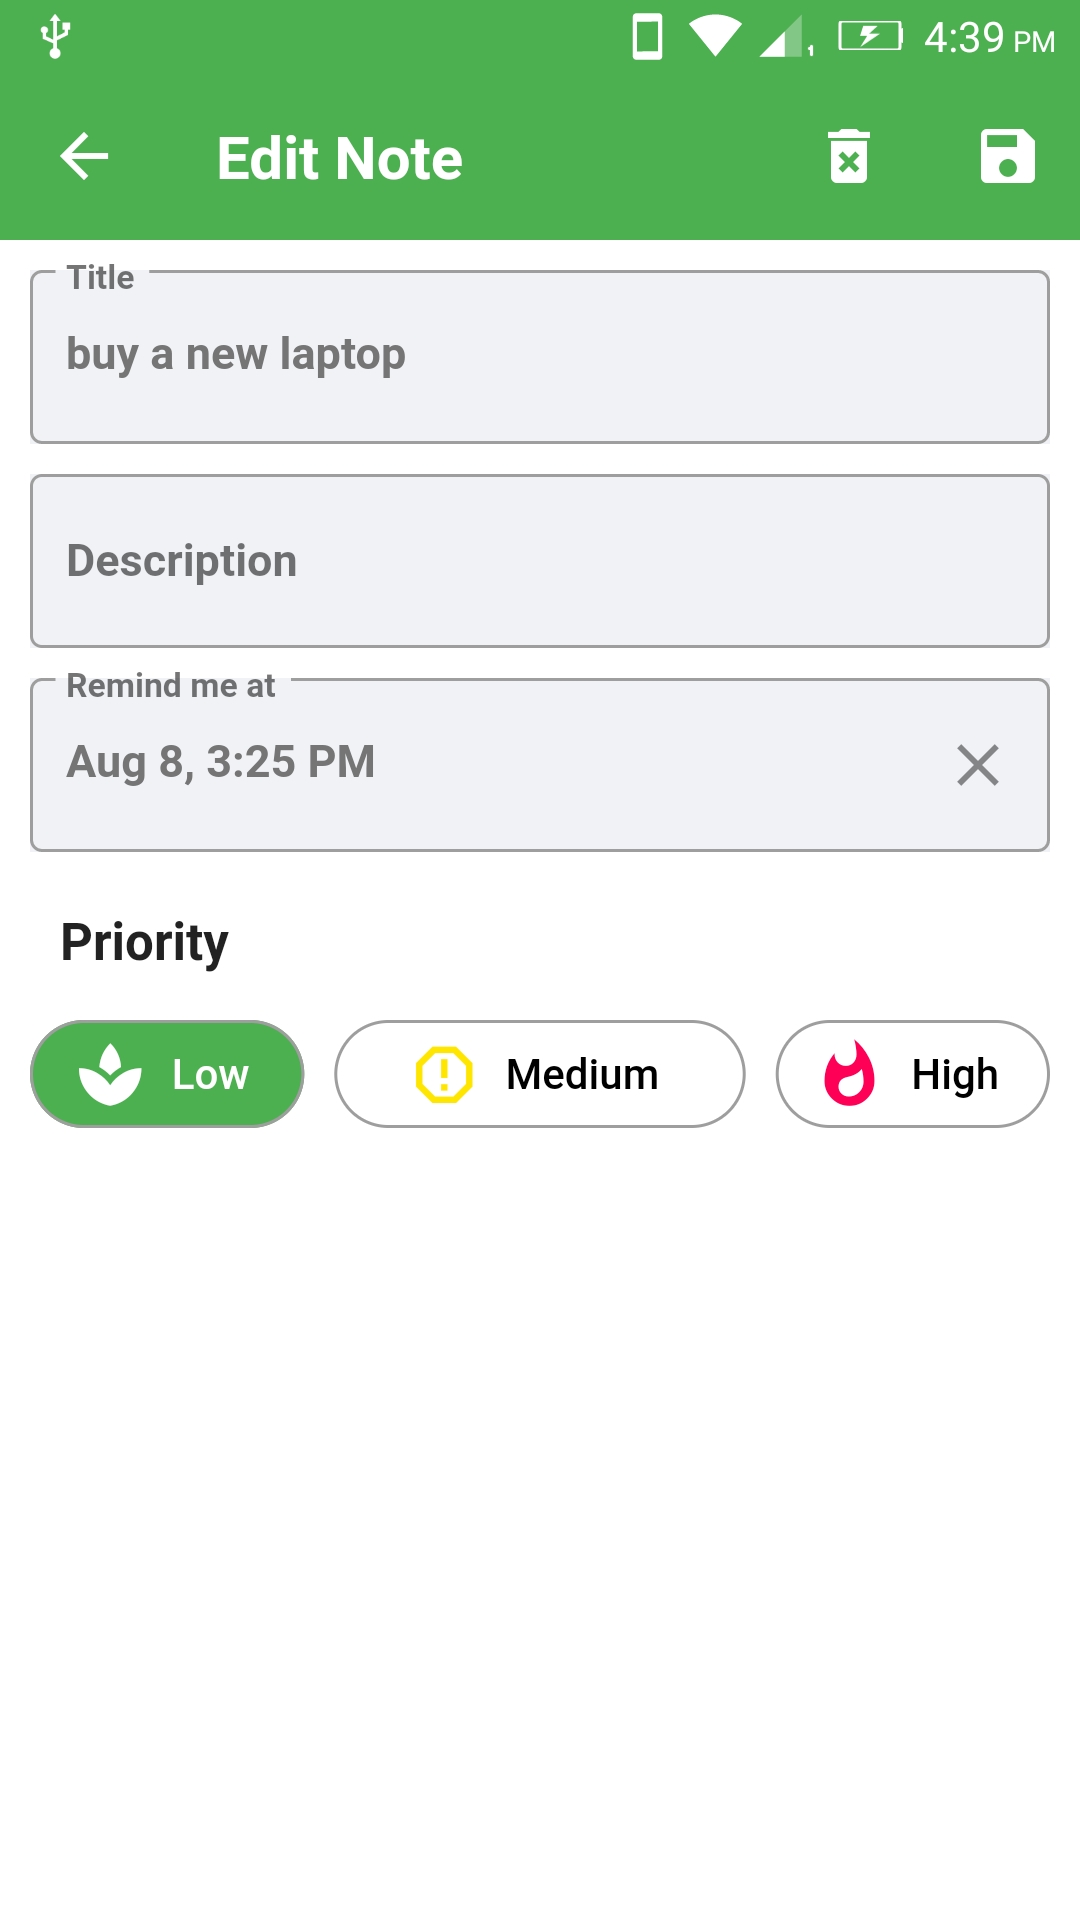 4:39 PM
Edit Note
Title
buy a new laptop
Description
Remind me at
Aug 8, 3:25 PM
Priority
Low
Medium
High